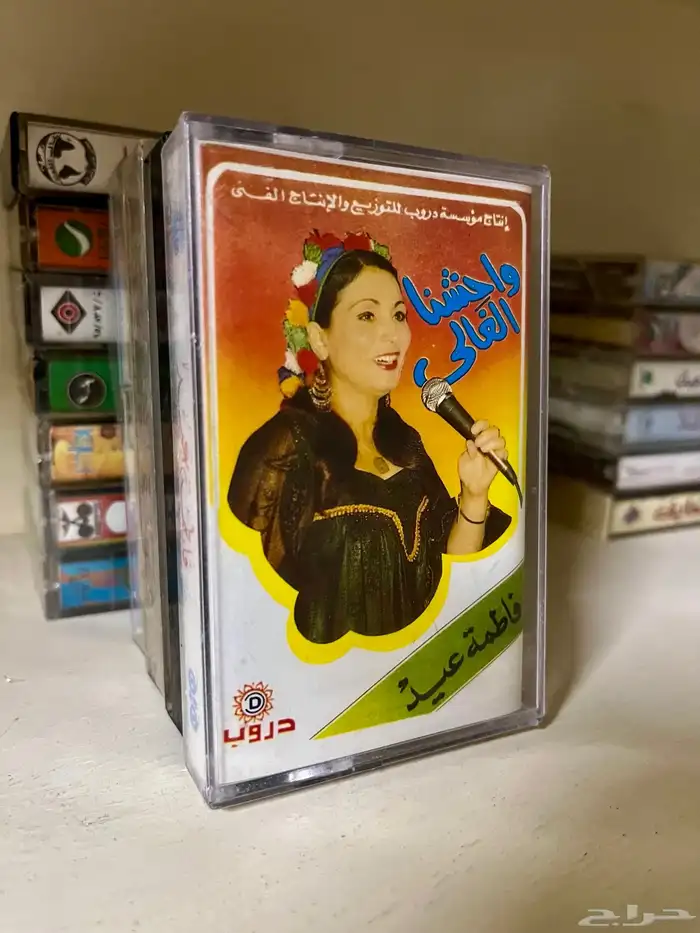 إنتاج مؤسسة دروب للتوزيع والإنتاج الفنى
واحشنا
الغالى
فاطمة عيد
D
دروب
حراج